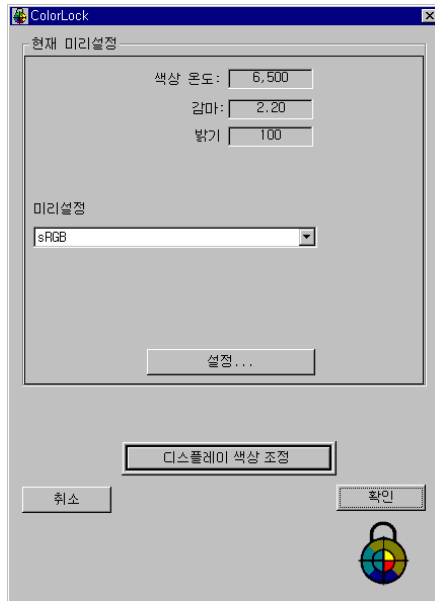 ColorLock
현재 미리설정
색상 온도: 6,500
감마: 2.20
밝기 100
미리설정
sRGB
설정...
디스플레이 색상 조정
취소 확인